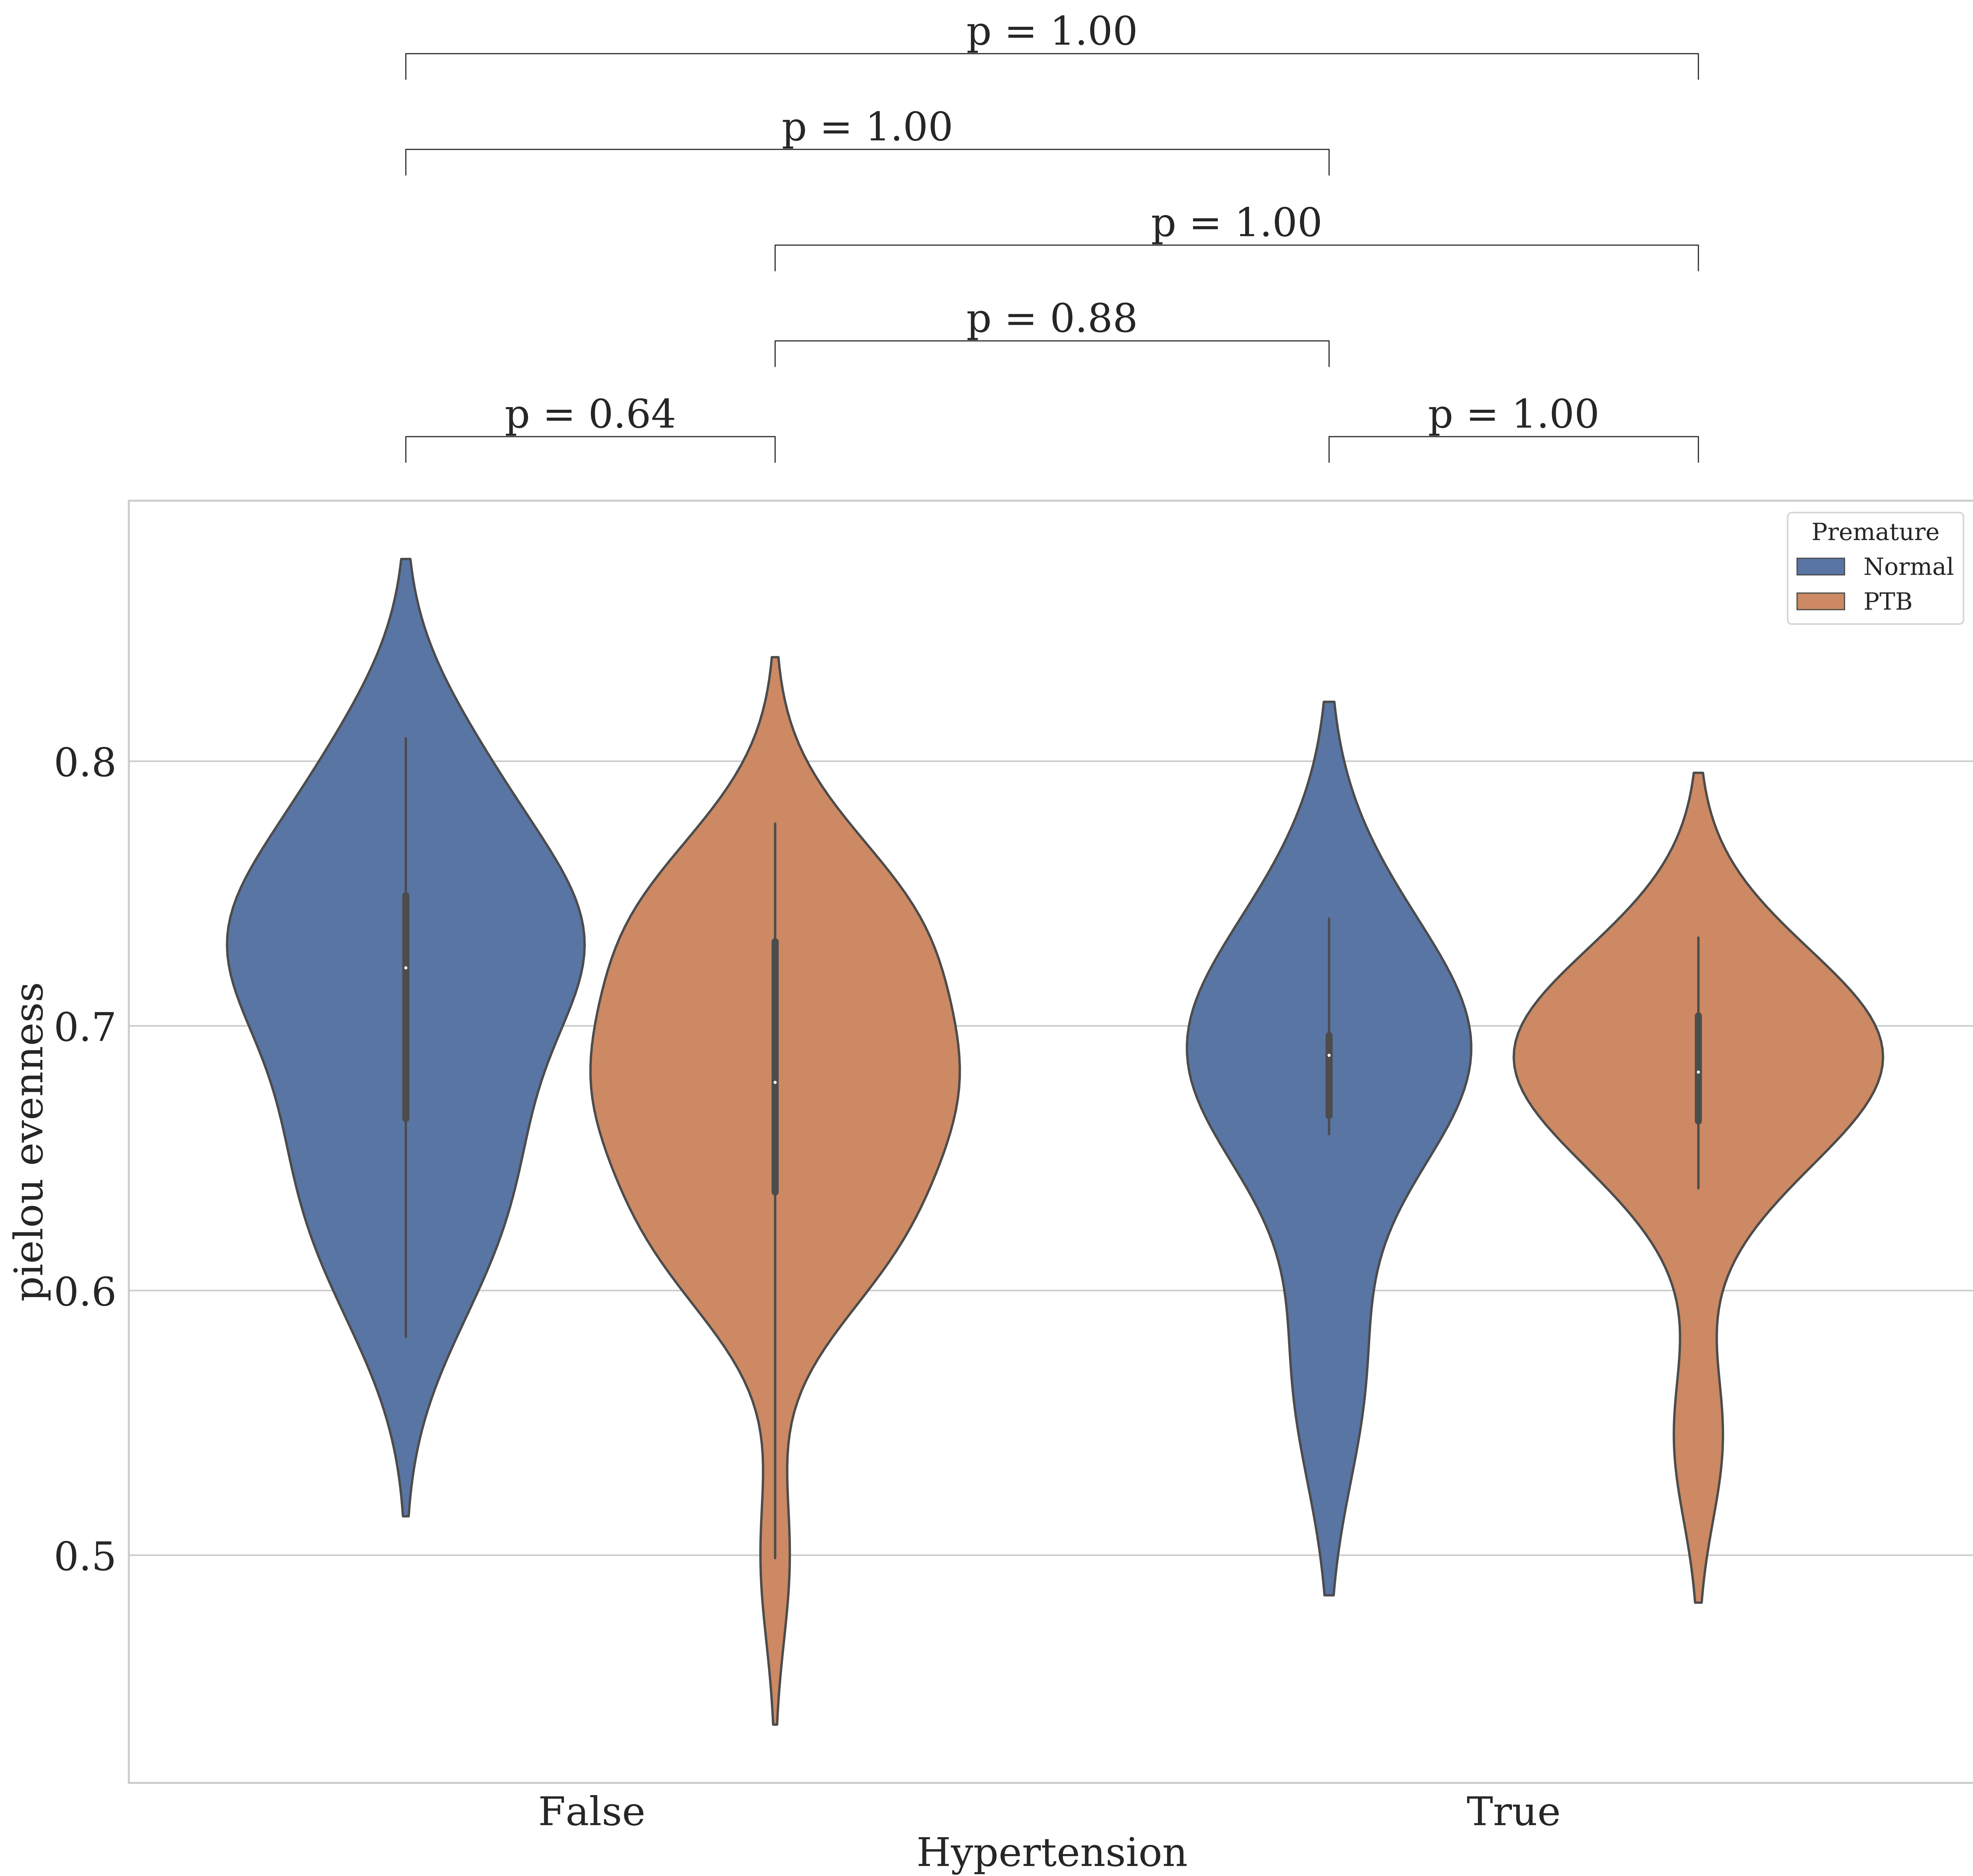 p = 1.00
p = 1.00
p = 1.00
p = 0.88
p = 0.64
p = 1.00
Premature
Normal
PTB
0.8
0.7
0.6
0.5
pielou evenness
False
True
Hypertension